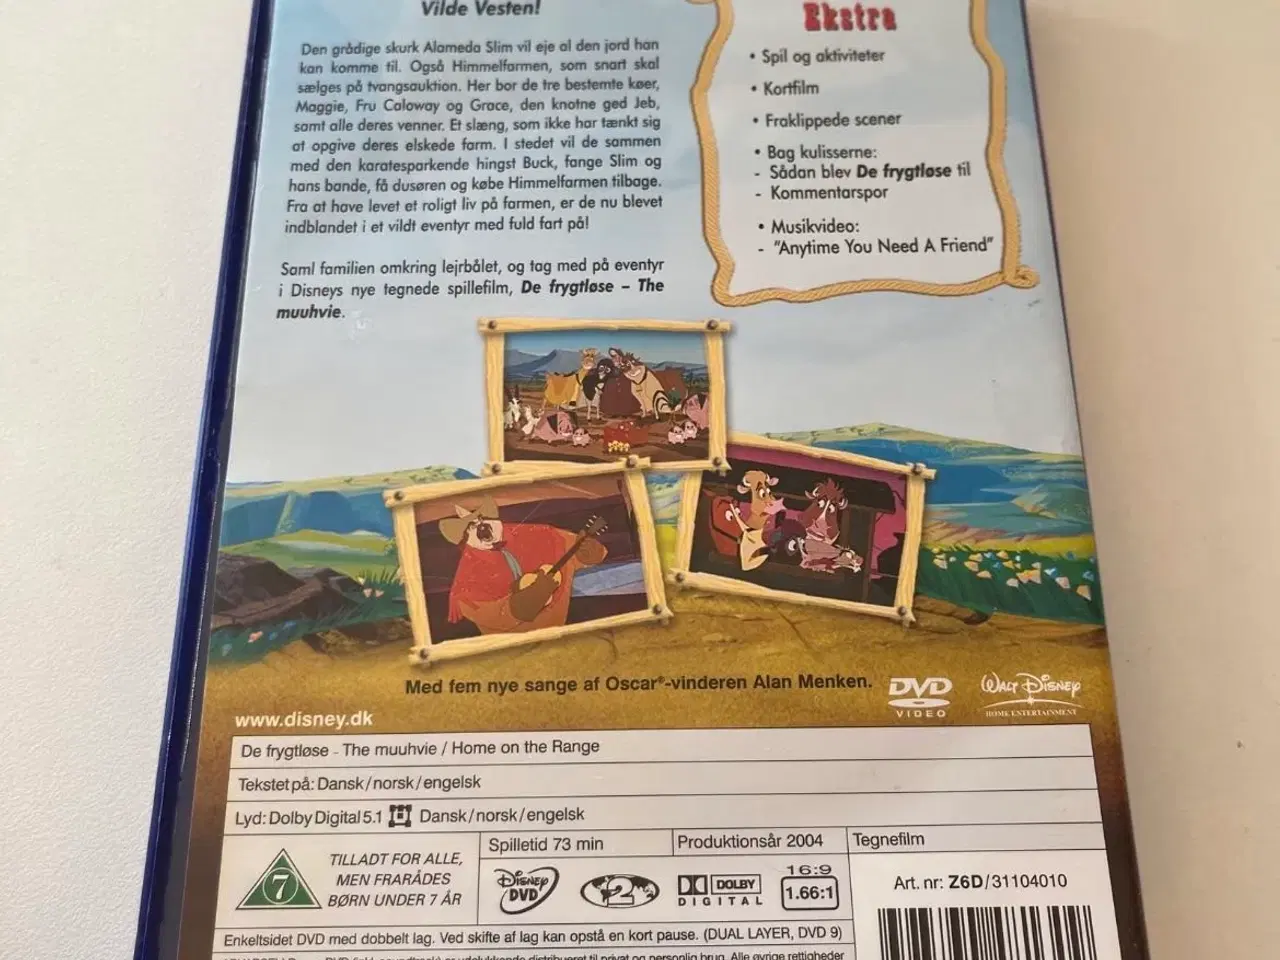 Vilde Vesten!
Den grådige skurk Alameda Slim vil eje al den jord han
kan komme til. Også Himmelfarmen, som snart skal
sælges på tvangsauktion. Her bor de tre bestemte køer,
Maggie, Fru Caloway og Grace, den knotne ged Jeb,
samt alle deres venner. Et slæng, som ikke har tænkt sig
at opgive deres elskede farm. I stedet vil de sammen
med den karatesparkende hingst Buck, fange Slim og
hans bande, få dusøren og købe Himmelfarmen tilbage.
Fra at have levet et roligt liv på farmen, er de nu blevet
indblandet i et vildt eventyr med fuld fart på!
Saml familien omkring lejrbålet, og tag med på eventyr
i Disneys nye tegnede spillefilm, De frygtløse – The
muuhvie.
Ekstra
• Spil og aktiviteter
• Kortfilm
• Fraklippede scener
• Bag kulisserne:
- Sådan blev De frygtløse til
- Kommentarspor
• Musikvideo:
- "Anytime You Need A Friend"
Med fem nye sange af Oscar®-vinderen Alan Menken.
DVD
VIDEO
WALT DISNEY
HOME ENTERTAINMENT
www.disney.dk
De frygtløse - The muuhvie / Home on the Range
Tekstet på: Dansk/norsk/engelsk
Lyd: Dolby Digital 5.1 Dansk/norsk/engelsk
7
TILLADT FOR ALLE,
MEN FRARÅDES
BØRN UNDER 7 ÅR
Spilletid 73 min
Produktionsår 2004
Tegnefilm
DISNEY
DVD
2
DOLBY
DIGITAL
16:9
1.66:1
Art. nr: Z6D/31104010
Enkeltsidet DVD med dobbelt lag. Ved skifte af lag kan opstå en kort pause. (DUAL LAYER, DVD 9)
udelukkende distribueret til privat og personlig brug. Alle øvrige rettigheder